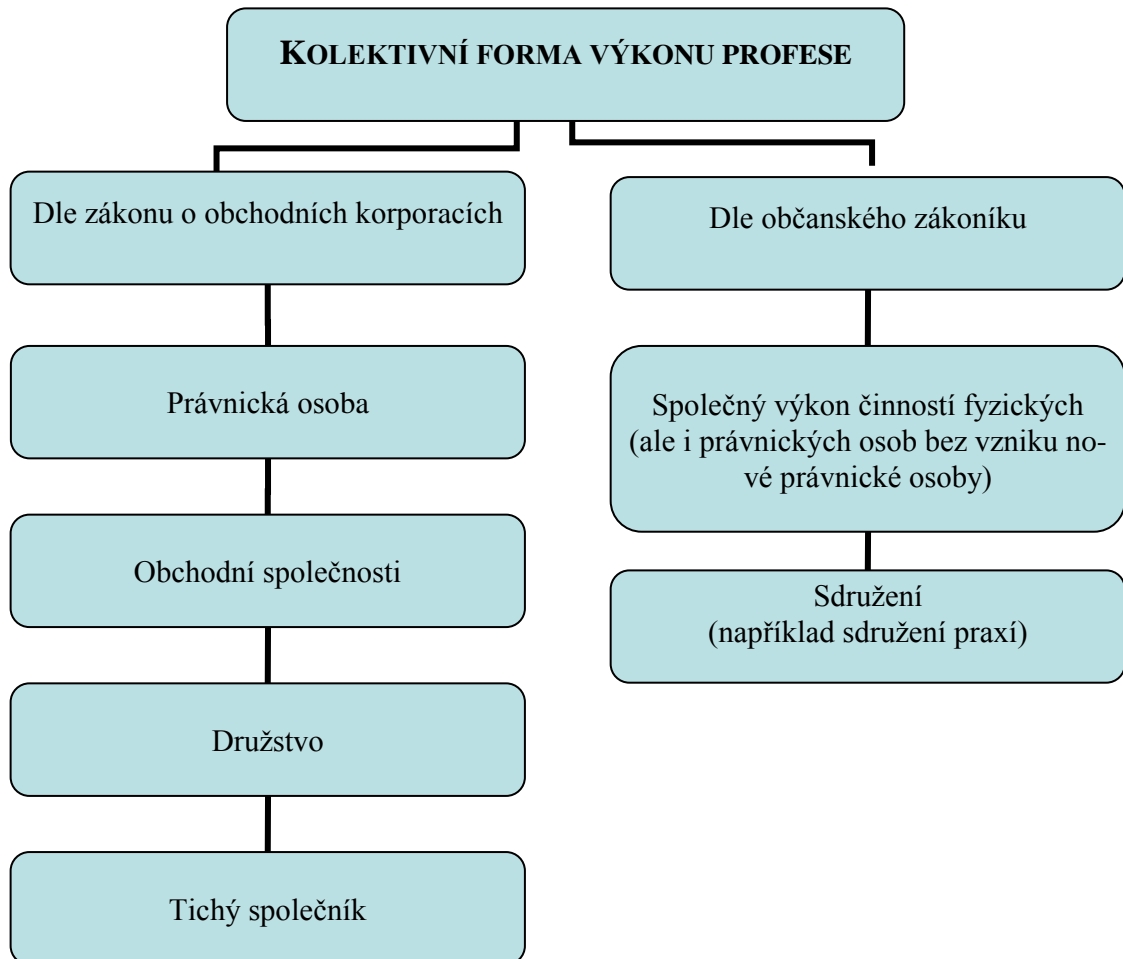 KOLEKTIVNÍ FORMA VÝKONU PROFESE
Dle zákonu o obchodních korporacích
Dle občanského zákoníku
Právnická osoba
Společný výkon činností fyzických
(ale i právnických osob bez vzniku no-
vé právnické osoby)
Obchodní společnosti
Sdružení
(například sdružení praxí)
Družstvo
Tichý společník